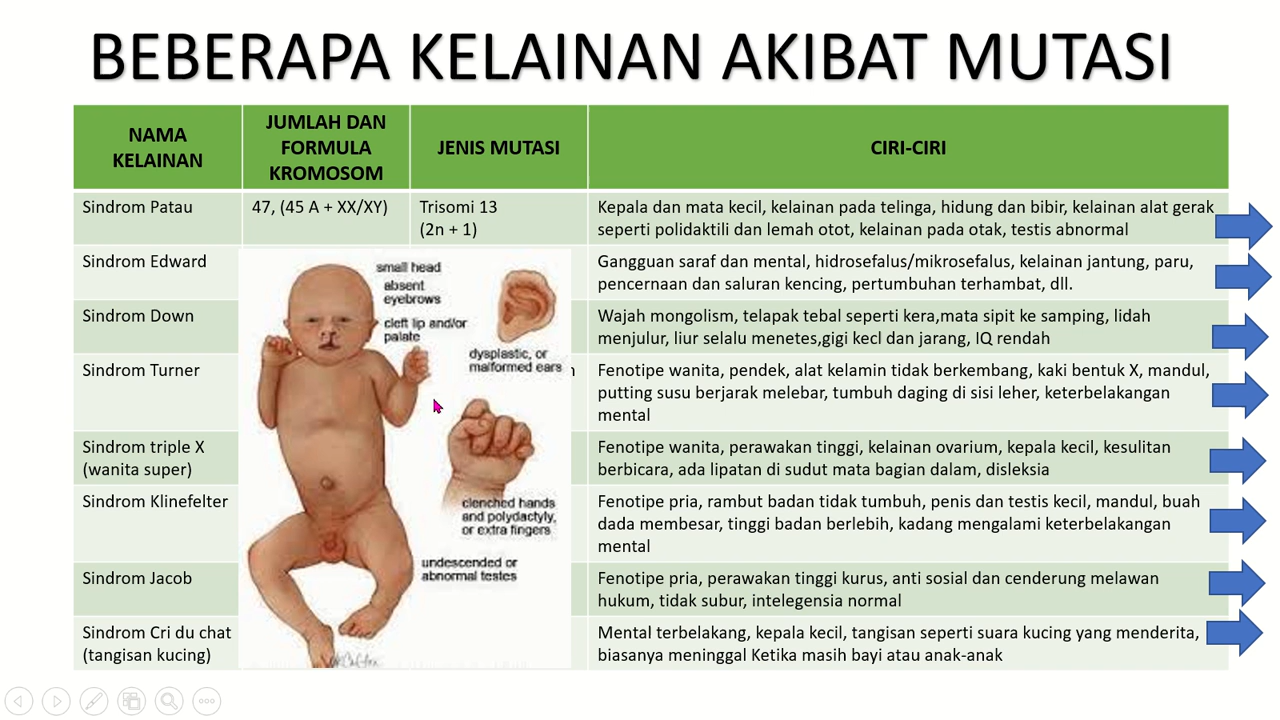 BEBERAPA KELAINAN AKIBAT MUTASI
NAMA
KELAINAN
JUMLAH DAN
FORMULA
KROMOSOM
JENIS MUTASI
CIRI-CIRI
Sindrom Patau
47, (45 A + XX/XY)
Trisomi 13
(2n + 1)
Kepala dan mata kecil, kelainan pada telinga, hidung dan bibir, kelainan alat gerak
seperti polidaktili dan lemah otot, kelainan pada otak, testis abnormal
Sindrom Edward
Gangguan saraf dan mental, hidrosefalus/mikrosefalus, kelainan jantung, paru,
pencernaan dan saluran kencing, pertumbuhan terhambat, dll.
Sindrom Down
Wajah mongolism, telapak tebal seperti kera,mata sipit ke samping, lidah
menjulur, liur selalu menetes,gigi kecl dan jarang, IQ rendah
Sindrom Turner
Fenotipe wanita, pendek, alat kelamin tidak berkembang, kaki bentuk X, mandul,
putting susu berjarak melebar, tumbuh daging di sisi leher, keterbelakangan
mental
Sindrom triple X
(wanita super)
Fenotipe wanita, perawakan tinggi, kelainan ovarium, kepala kecil, kesulitan
berbicara, ada lipatan di sudut mata bagian dalam, disleksia
Sindrom Klinefelter
Fenotipe pria, rambut badan tidak tumbuh, penis dan testis kecil, mandul, buah
dada membesar, tinggi badan berlebih, kadang mengalami keterbelakangan
mental
Sindrom Jacob
Fenotipe pria, perawakan tinggi kurus, anti sosial dan cenderung melawan
hukum, tidak subur, intelegensia normal
Sindrom Cri du chat
(tangisan kucing)
Mental terbelakang, kepala kecil, tangisan seperti suara kucing yang menderita,
biasanya meninggal Ketika masih bayi atau anak-anak
small head
absent
eyebrows
cleft lip and/or
palate
dysplastic, or
malformed ears
clenched hands
and polydactyly,
or extra fingers
undescended or
abnormal testes